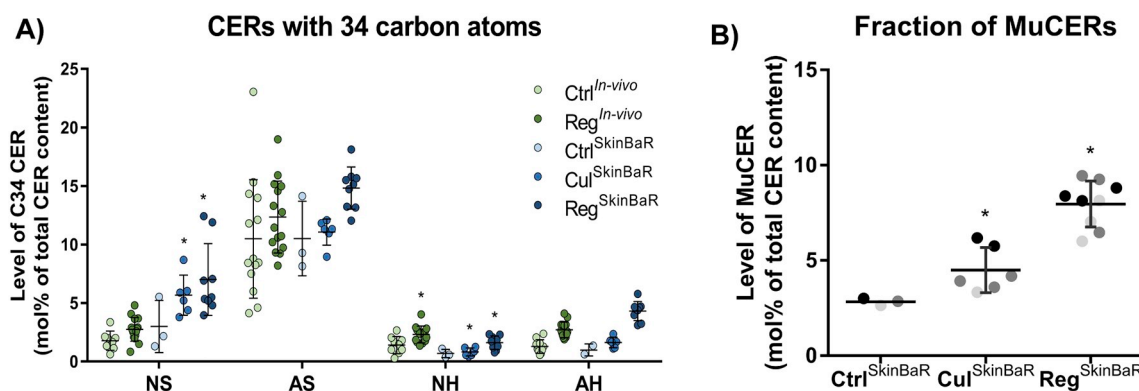 A)
CERs with 34 carbon atoms
Level of C34 CER
(mol% of total CER content)
25
20
15
10
5
0
NS
AS
NH
AH
* * * * *
Ctrl^In-vivo
Reg^In-vivo
Ctrl^SkinBaR
Cul^SkinBaR
Reg^SkinBaR
B)
Fraction of MuCERs
Level of MuCER
(mol% of total CER content)
15
10
5
0
* *
Ctrl^SkinBaR Cul^SkinBaR Reg^SkinBaR